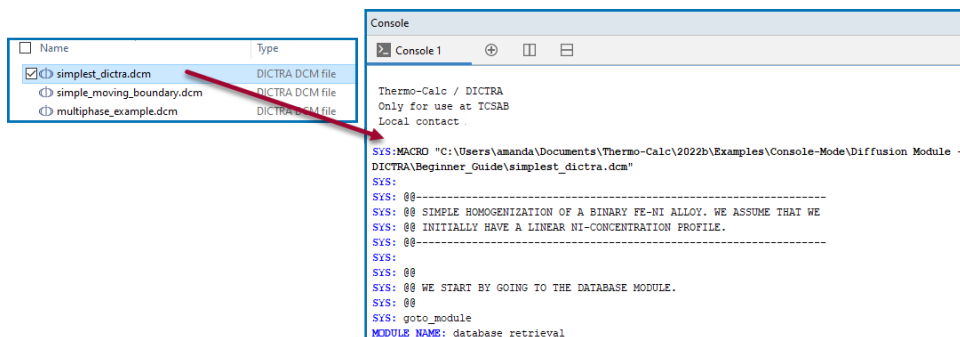 Name Type
simplest_dictra.dcm DICTRA DCM file
simple_moving_boundary.dcm DICTRA DCM file
multiphase_example.dcm DICTRA DCM file
Console
Console 1
Thermo-Calc / DICTRA
Only for use at TCSAB
Local contact
SYS:MACRO "C:\Users\amanda\Documents\Thermo-Calc\2022b\Examples\Console-Mode\Diffusion Module -
DICTRA\Beginner_Guide\simplest_dictra.dcm"
SYS:
SYS: @@---------------------------------------------------------------------
SYS: @@ SIMPLE HOMOGENIZATION OF A BINARY FE-NI ALLOY. WE ASSUME THAT WE
SYS: @@ INITIALLY HAVE A LINEAR NI-CONCENTRATION PROFILE.
SYS: @@---------------------------------------------------------------------
SYS:
SYS: @@
SYS: @@ WE START BY GOING TO THE DATABASE MODULE.
SYS: @@
SYS: goto_module
MODULE NAME: database retrieval